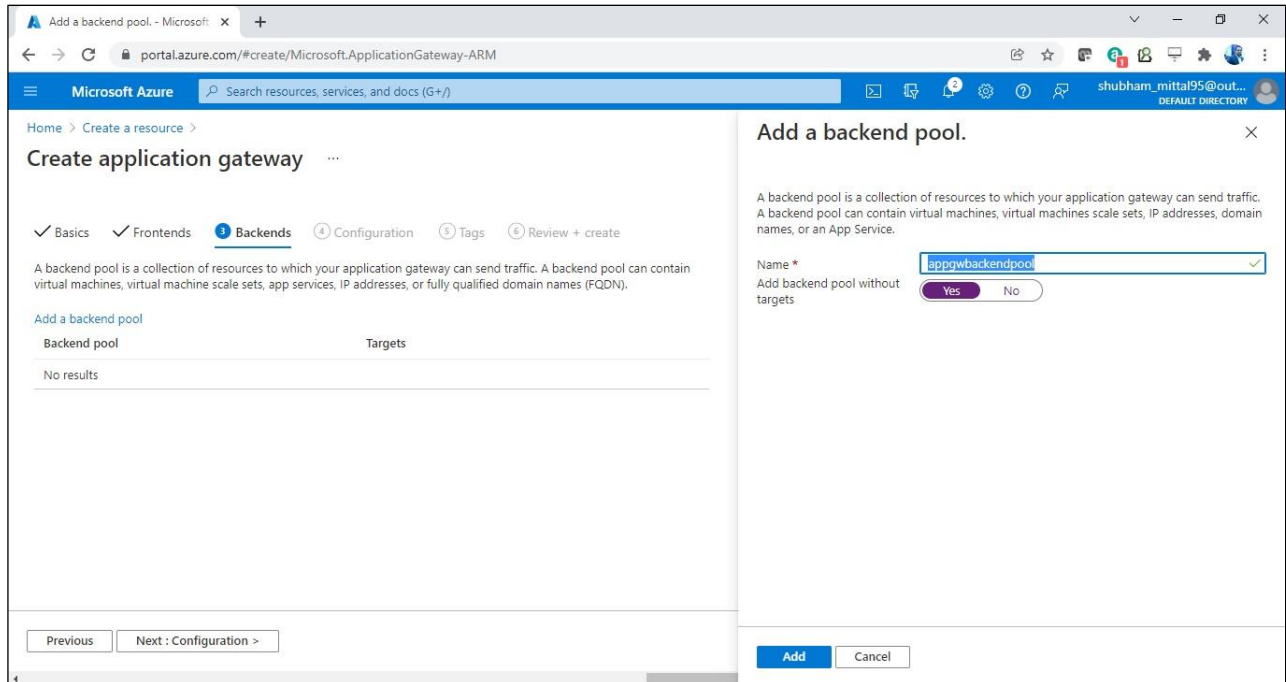 Add a backend pool. - Microsoft
portal.azure.com/#create/Microsoft.ApplicationGateway-ARM
1
Microsoft Azure
Search resources, services, and docs (G+/)
2
shubham_mittal95@out...
DEFAULT DIRECTORY
Home > Create a resource >
Create application gateway ...
Basics Frontends 3 Backends 4 Configuration 5 Tags 6 Review + create
A backend pool is a collection of resources to which your application gateway can send traffic. A backend pool can contain
virtual machines, virtual machine scale sets, app services, IP addresses, or fully qualified domain names (FQDN).
Add a backend pool
Backend pool Targets
No results
Previous Next : Configuration >
Add a backend pool.
A backend pool is a collection of resources to which your application gateway can send traffic.
A backend pool can contain virtual machines, virtual machines scale sets, IP addresses, domain
names, or an App Service.
Name * appgwbackendpool
Add backend pool without
targets
Yes No
Add Cancel